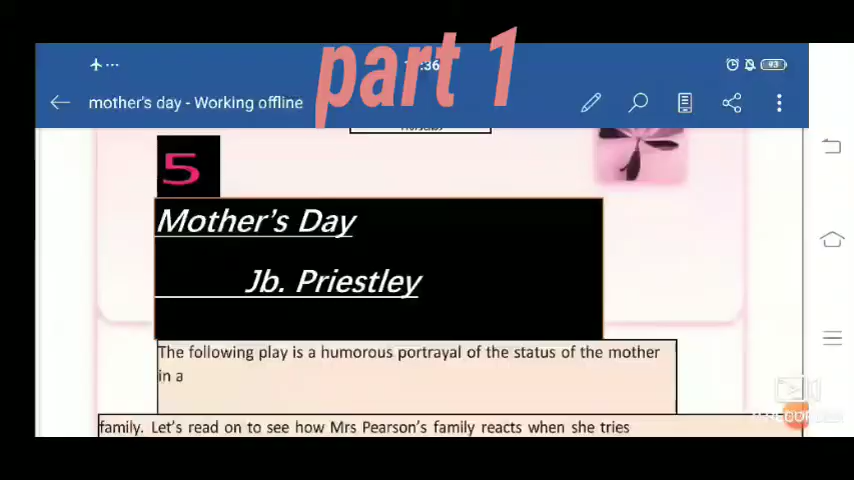 part 1
mother's day - Working offline
5
Mother's Day
Jb. Priestley
The following play is a humorous portrayal of the status of the mother
in a
family. Let's read on to see how Mrs Pearson's family reacts when she tries